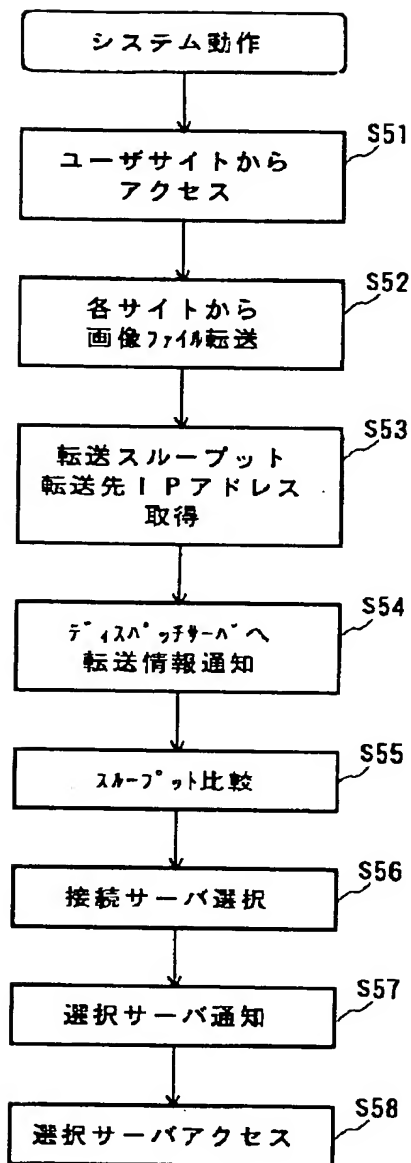 システム動作
S51
ユーザサイトから
アクセス
S52
各サイトから
画像ファイル転送
S53
転送スループット
転送先IPアドレス
取得
S54
ディスパッチサーバへ
転送情報通知
S55
スループット比較
S56
接続サーバ選択
S57
選択サーバ通知
S58
選択サーバアクセス